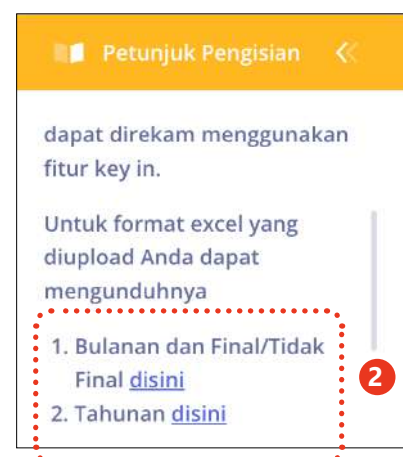 Petunjuk Pengisian
dapat direkam menggunakan
fitur key in.
Untuk format excel yang
diupload Anda dapat
mengunduhnya
1. Bulanan dan Final/Tidak
Final disini
2
2. Tahunan disini